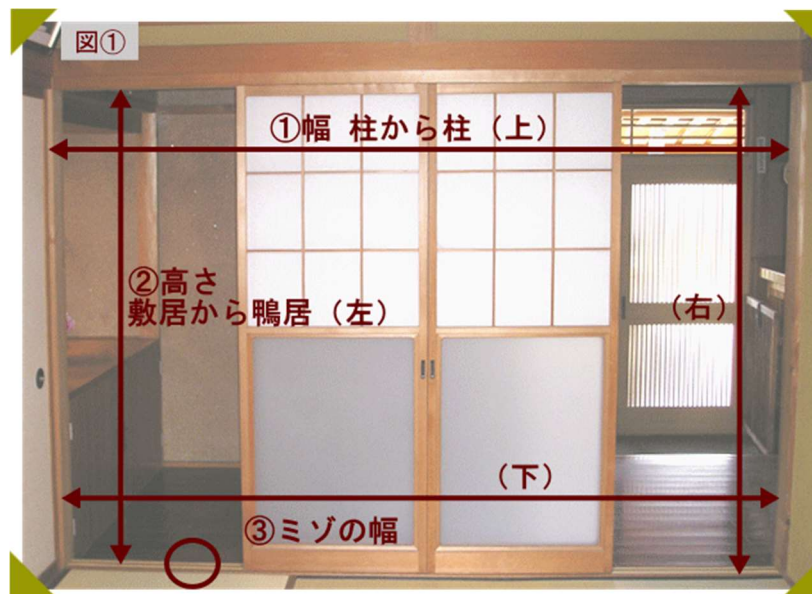 図①
①幅 柱から柱（上）
②高さ
敷居から鴨居（左）
（右）
（下）
③ミゾの幅